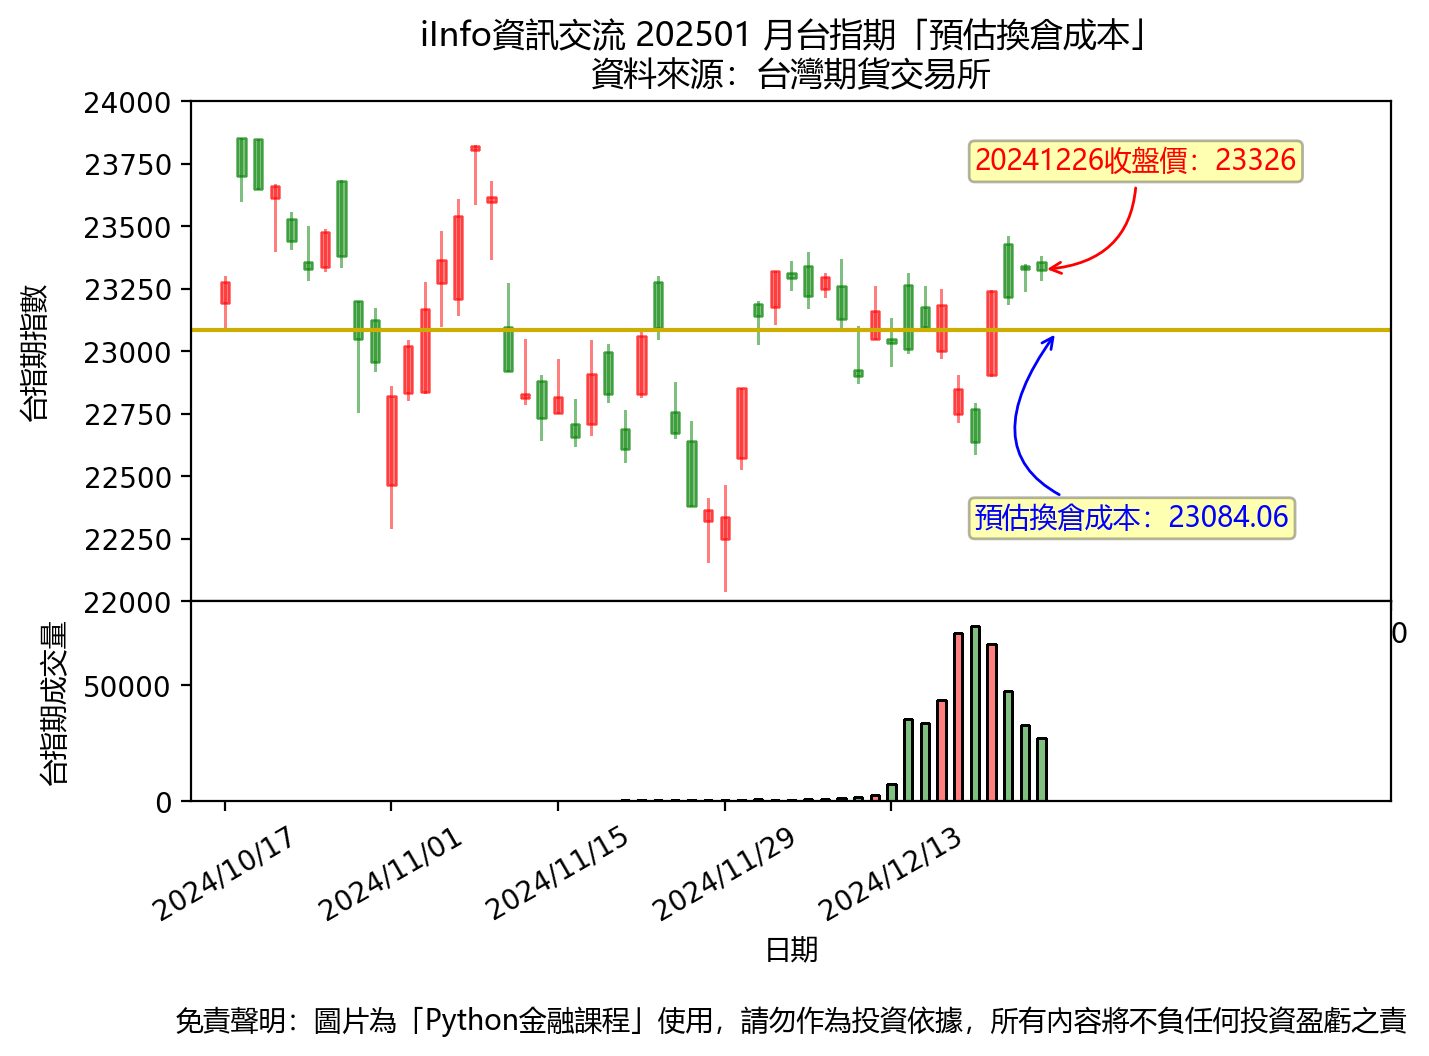 iInfo資訊交流 202501 月台指期「預估換倉成本」
資料來源：台灣期貨交易所
24000
23750
23500
23250
23000
22750
22500
22250
22000
台指期指數
20241226收盤價：23326
預估換倉成本：23084.06
0
50000
0
台指期成交量
2024/10/17
2024/11/01
2024/11/15
2024/11/29
2024/12/13
日期
免責聲明：圖片為「Python金融課程」使用，請勿作為投資依據，所有內容將不負任何投資盈虧之責